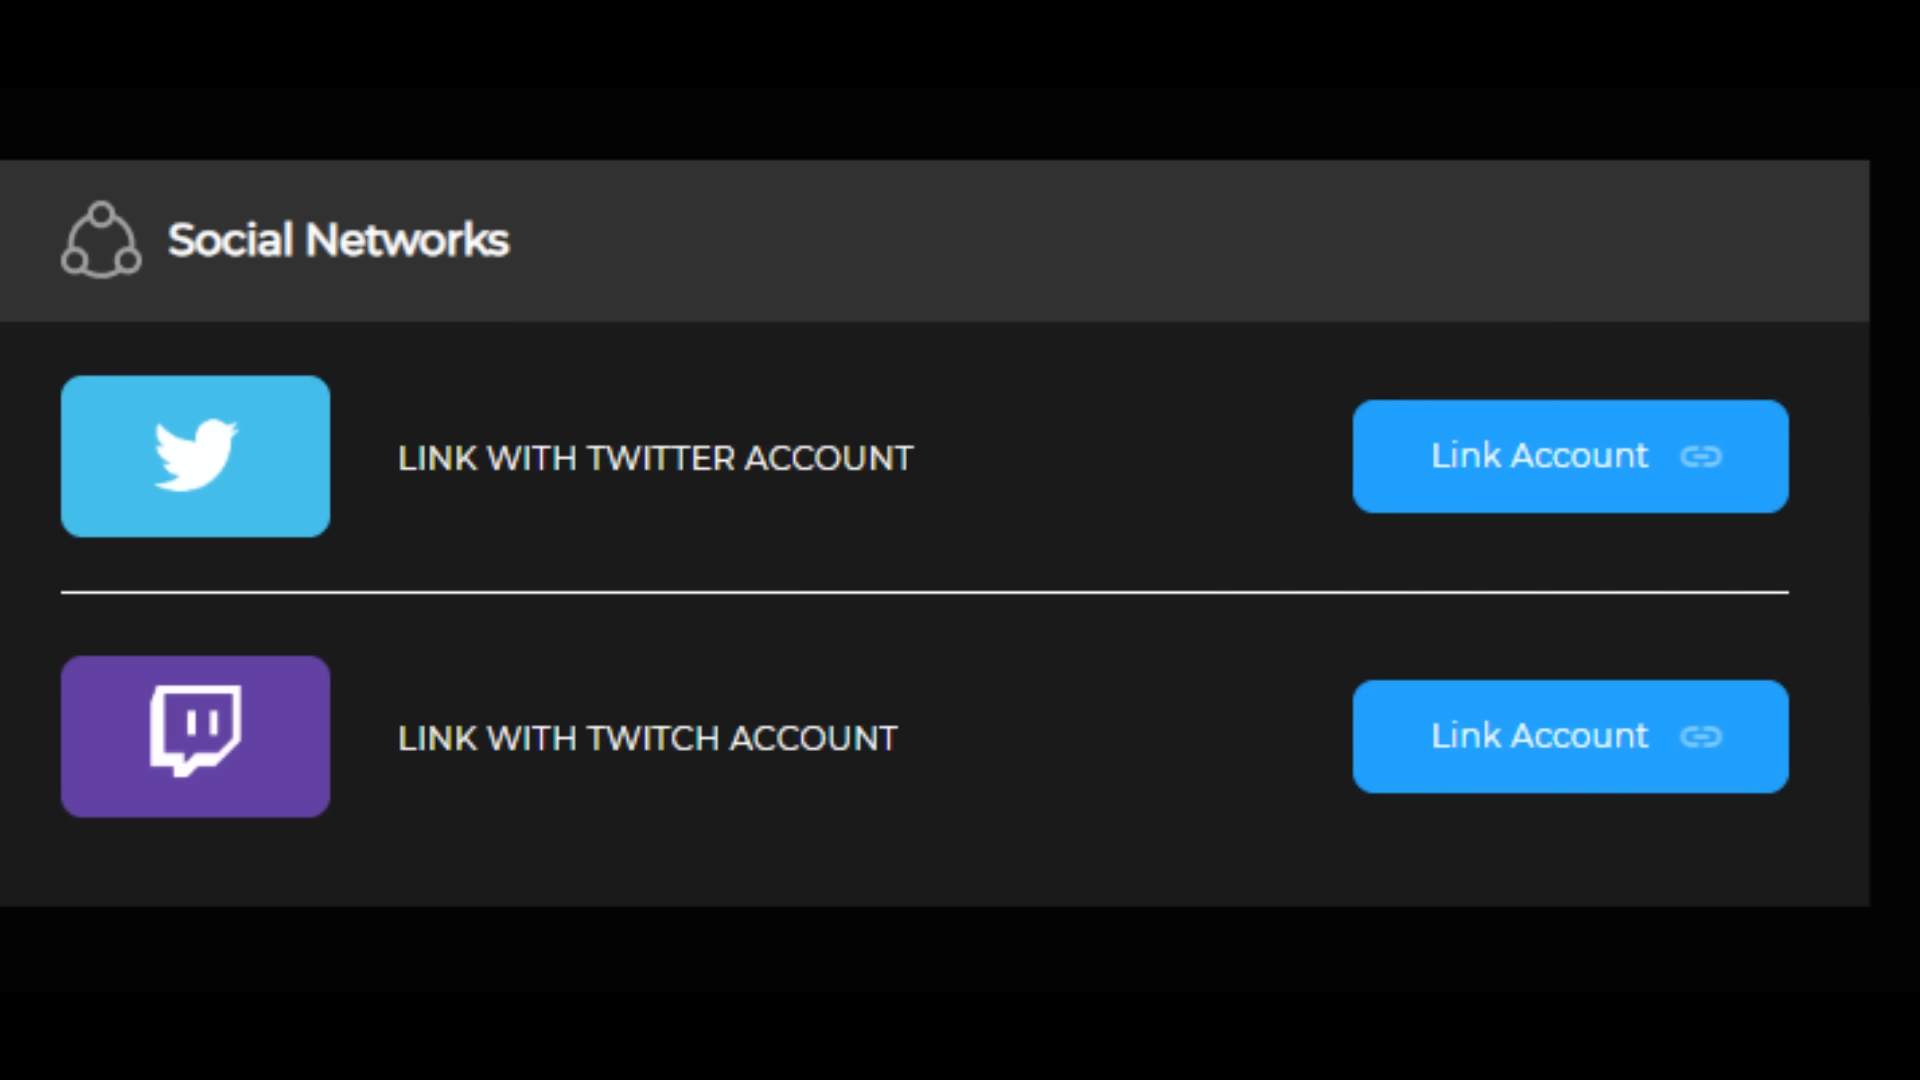 Social Networks
LINK WITH TWITTER ACCOUNT
Link Account
LINK WITH TWITCH ACCOUNT
Link Account